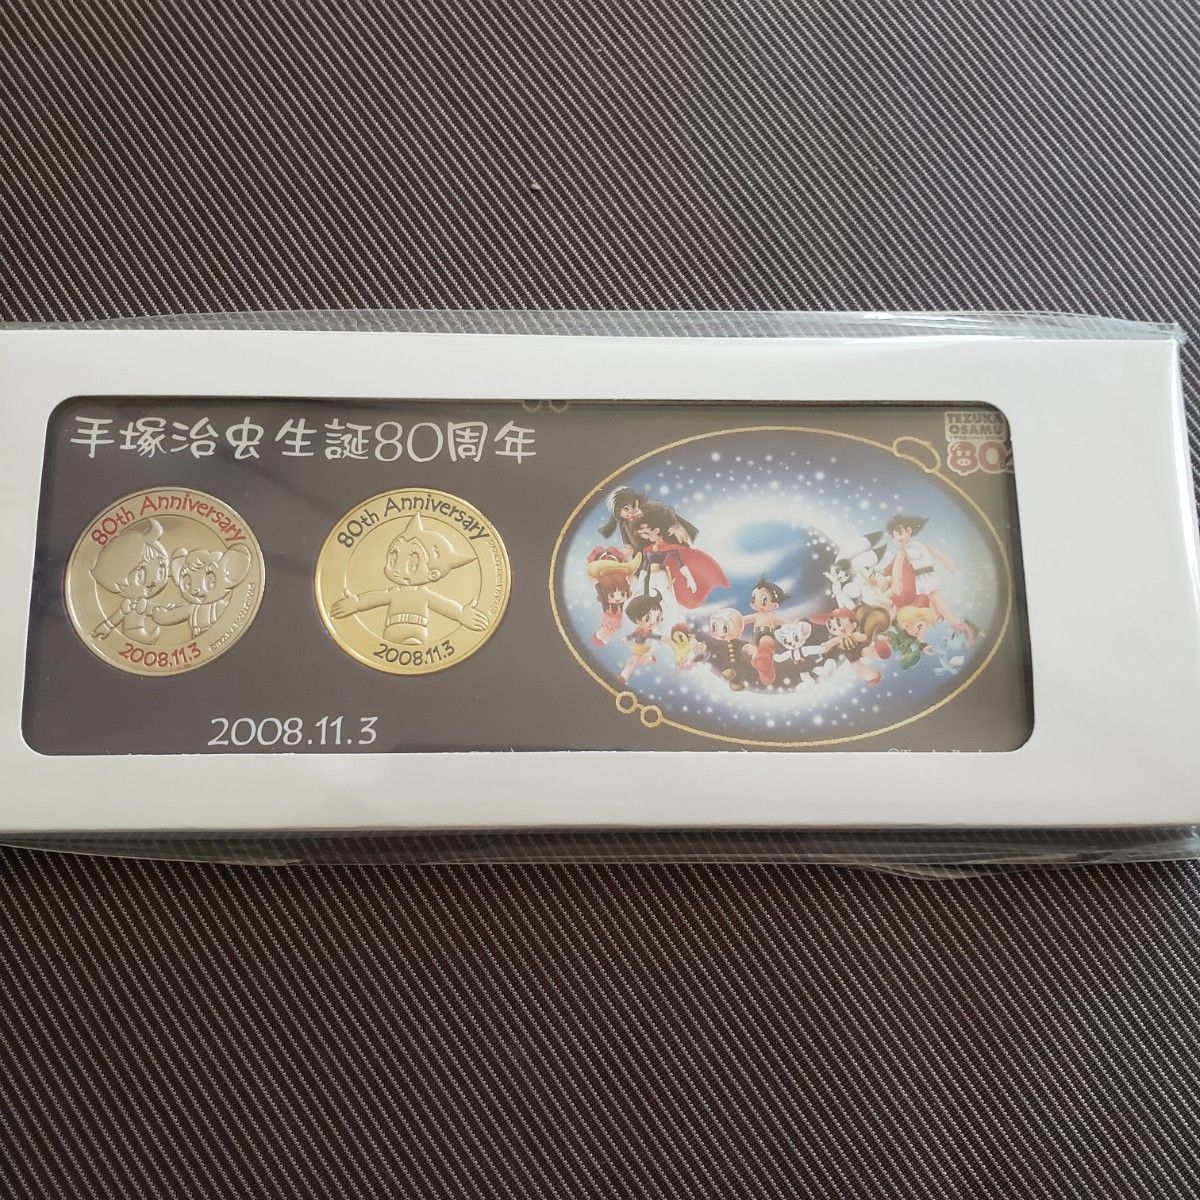 手塚治虫生誕80周年
80th Anniversary
2008.11.3
80th Anniversary
2008.11.3
2008.11.3
TEZUKA
OSAMU
80